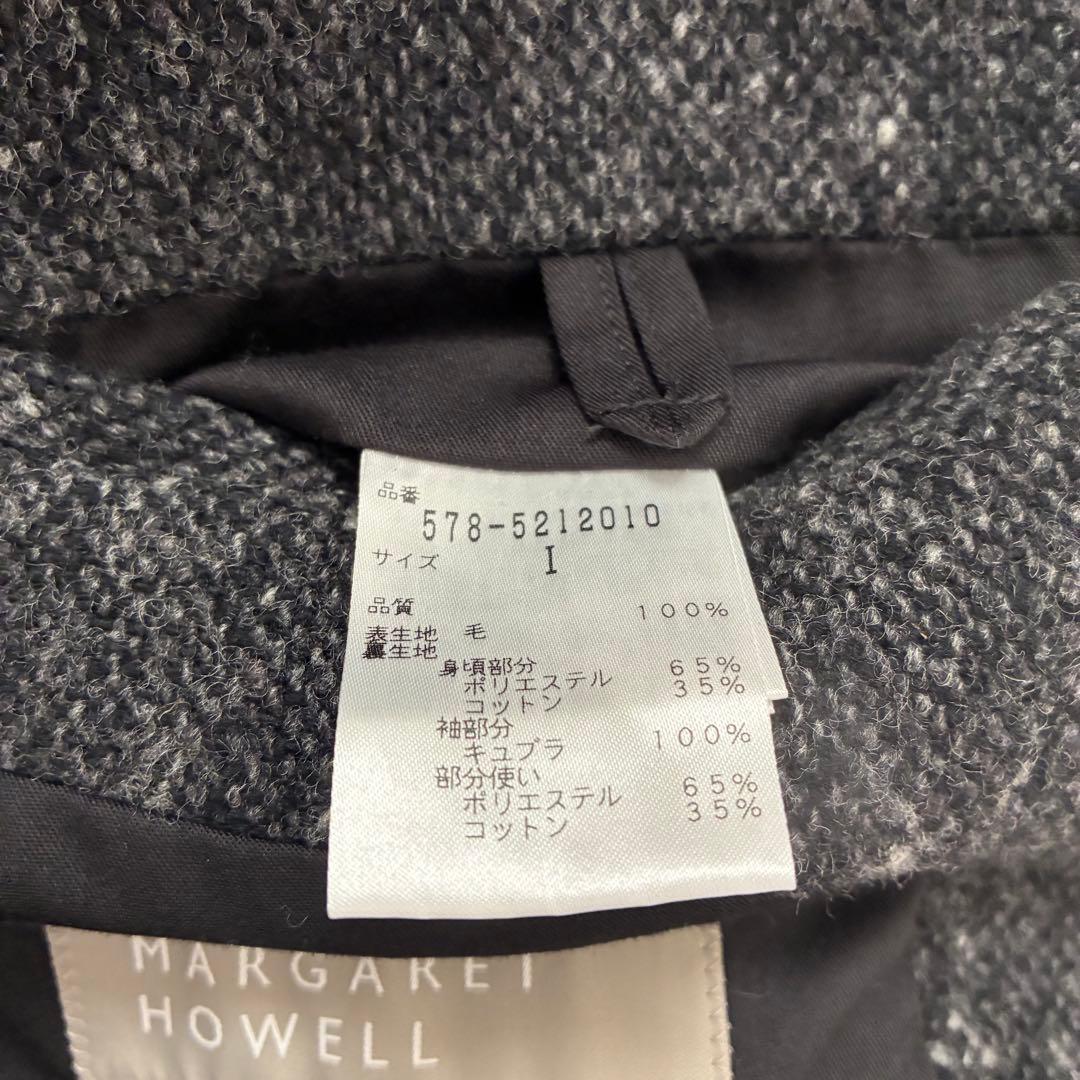 品番
578-5212010
サイズ I
品質
表生地 毛 100%
裏生地
身頃部分
ポリエステル 65%
コットン 35%
袖部分
キュプラ 100%
部分使い
ポリエステル 65%
コットン 35%
MARGARET
HOWELL